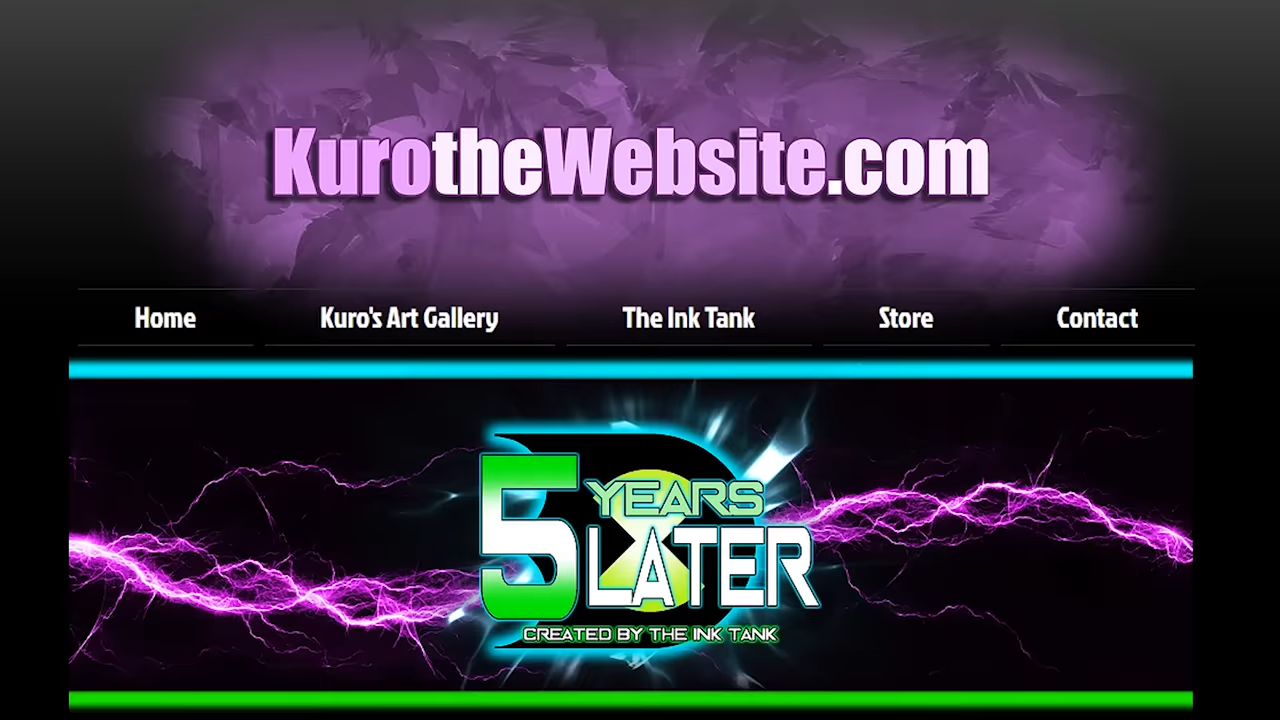 KurotheWebsite.com
Home Kuro's Art Gallery The Ink Tank Store Contact
5 YEARS
LATER
CREATED BY THE INK TANK